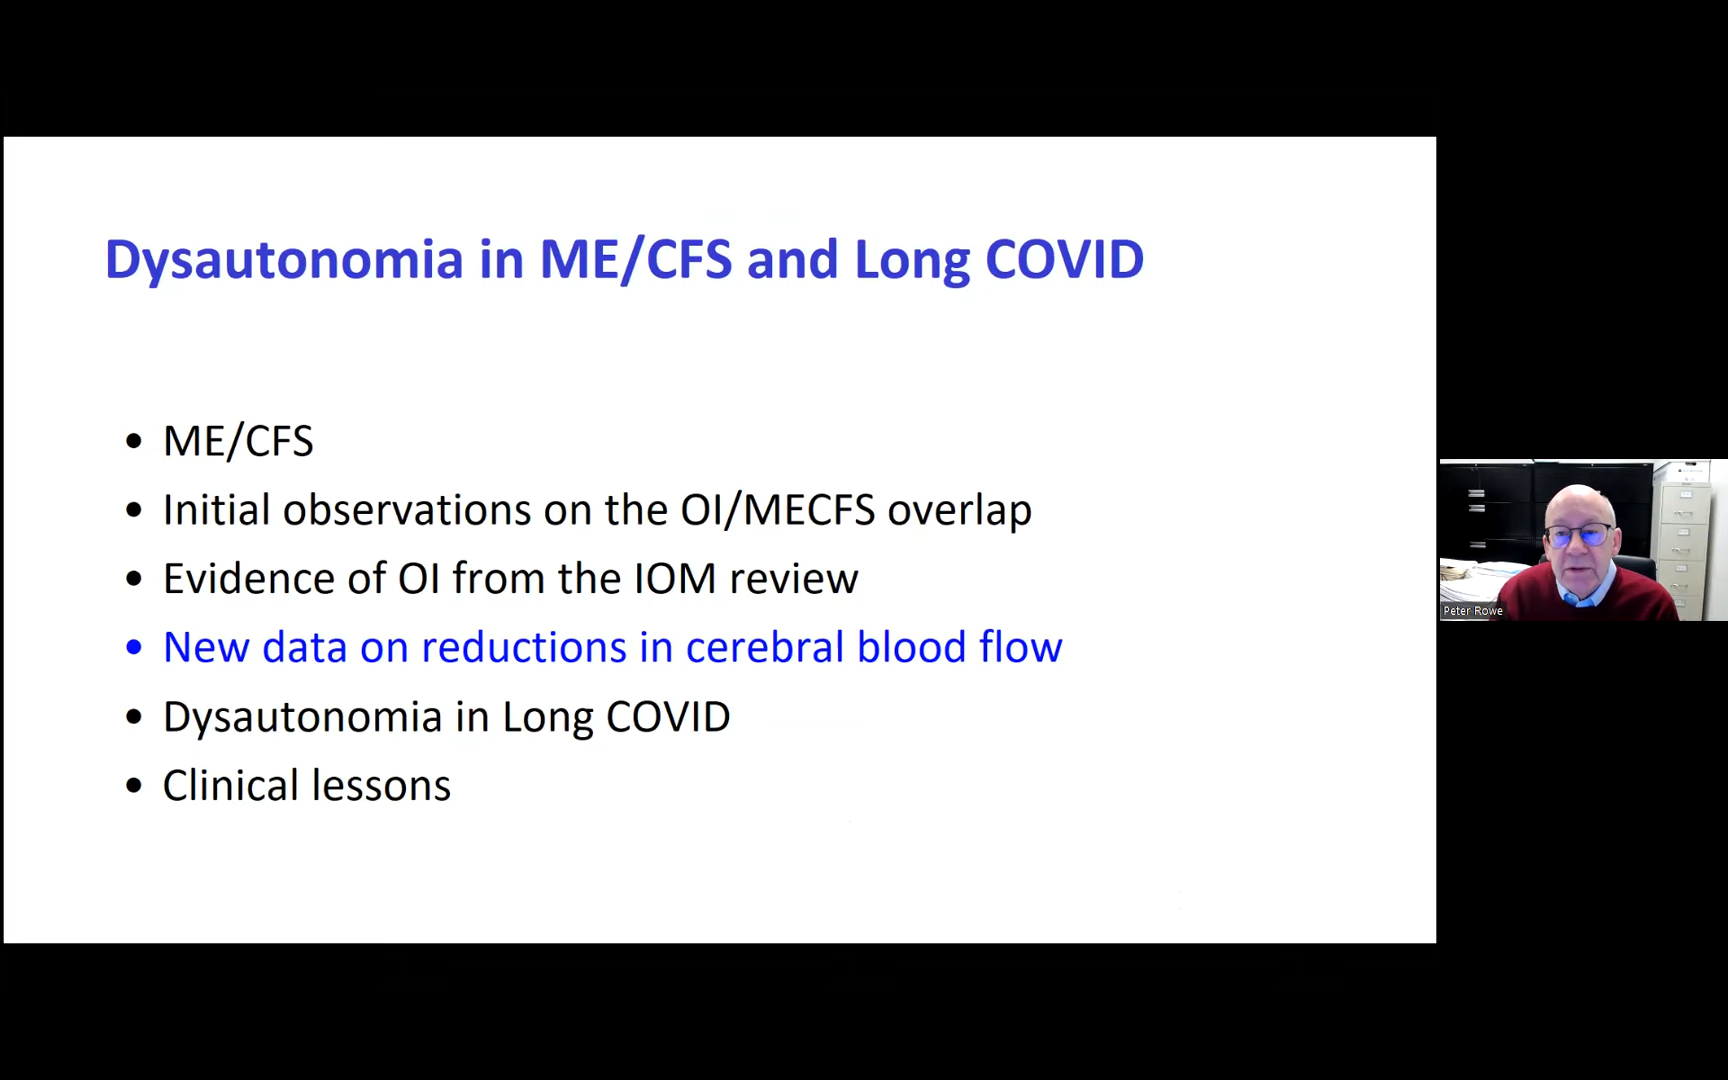 Dysautonomia in ME/CFS and Long COVID
• ME/CFS
• Initial observations on the OI/MECFS overlap
• Evidence of OI from the IOM review
• New data on reductions in cerebral blood flow
• Dysautonomia in Long COVID
• Clinical lessons
Peter Rowe